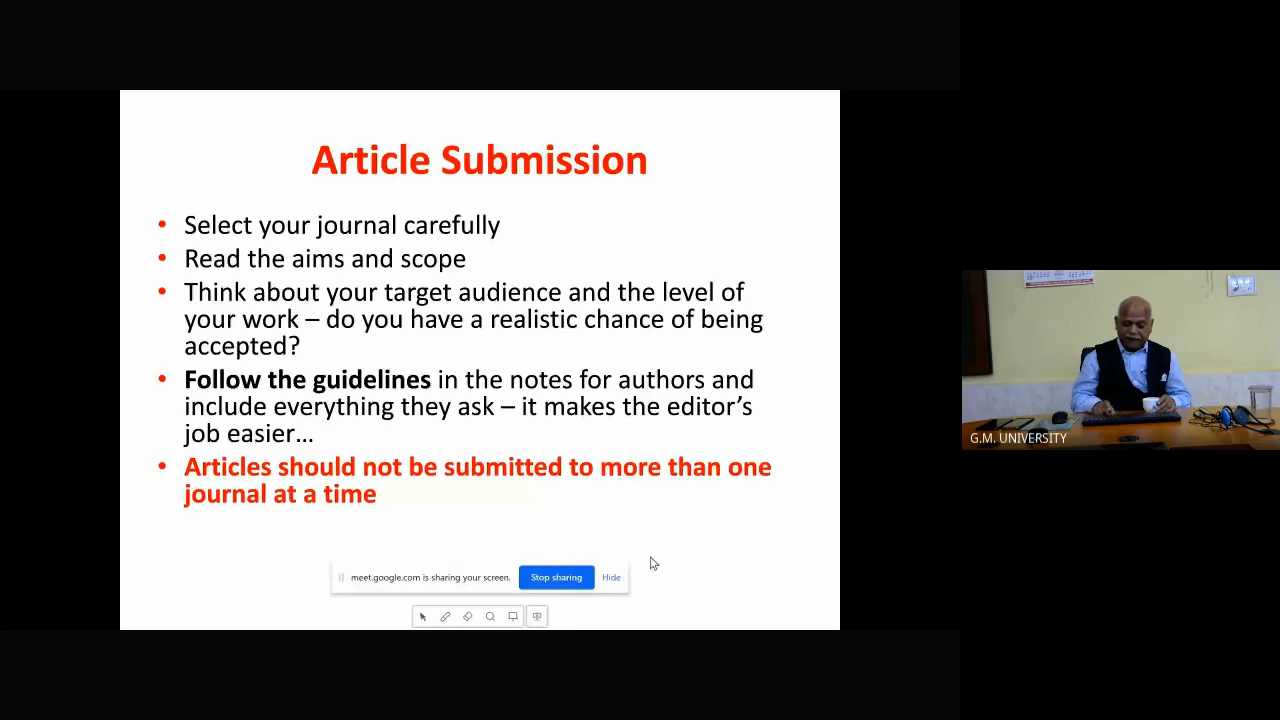 Article Submission
• Select your journal carefully
• Read the aims and scope
• Think about your target audience and the level of
your work – do you have a realistic chance of being
accepted?
• Follow the guidelines in the notes for authors and
include everything they ask – it makes the editor's
job easier…
• Articles should not be submitted to more than one
journal at a time
meet.google.com is sharing your screen.
Stop sharing
Hide
G.M. UNIVERSITY